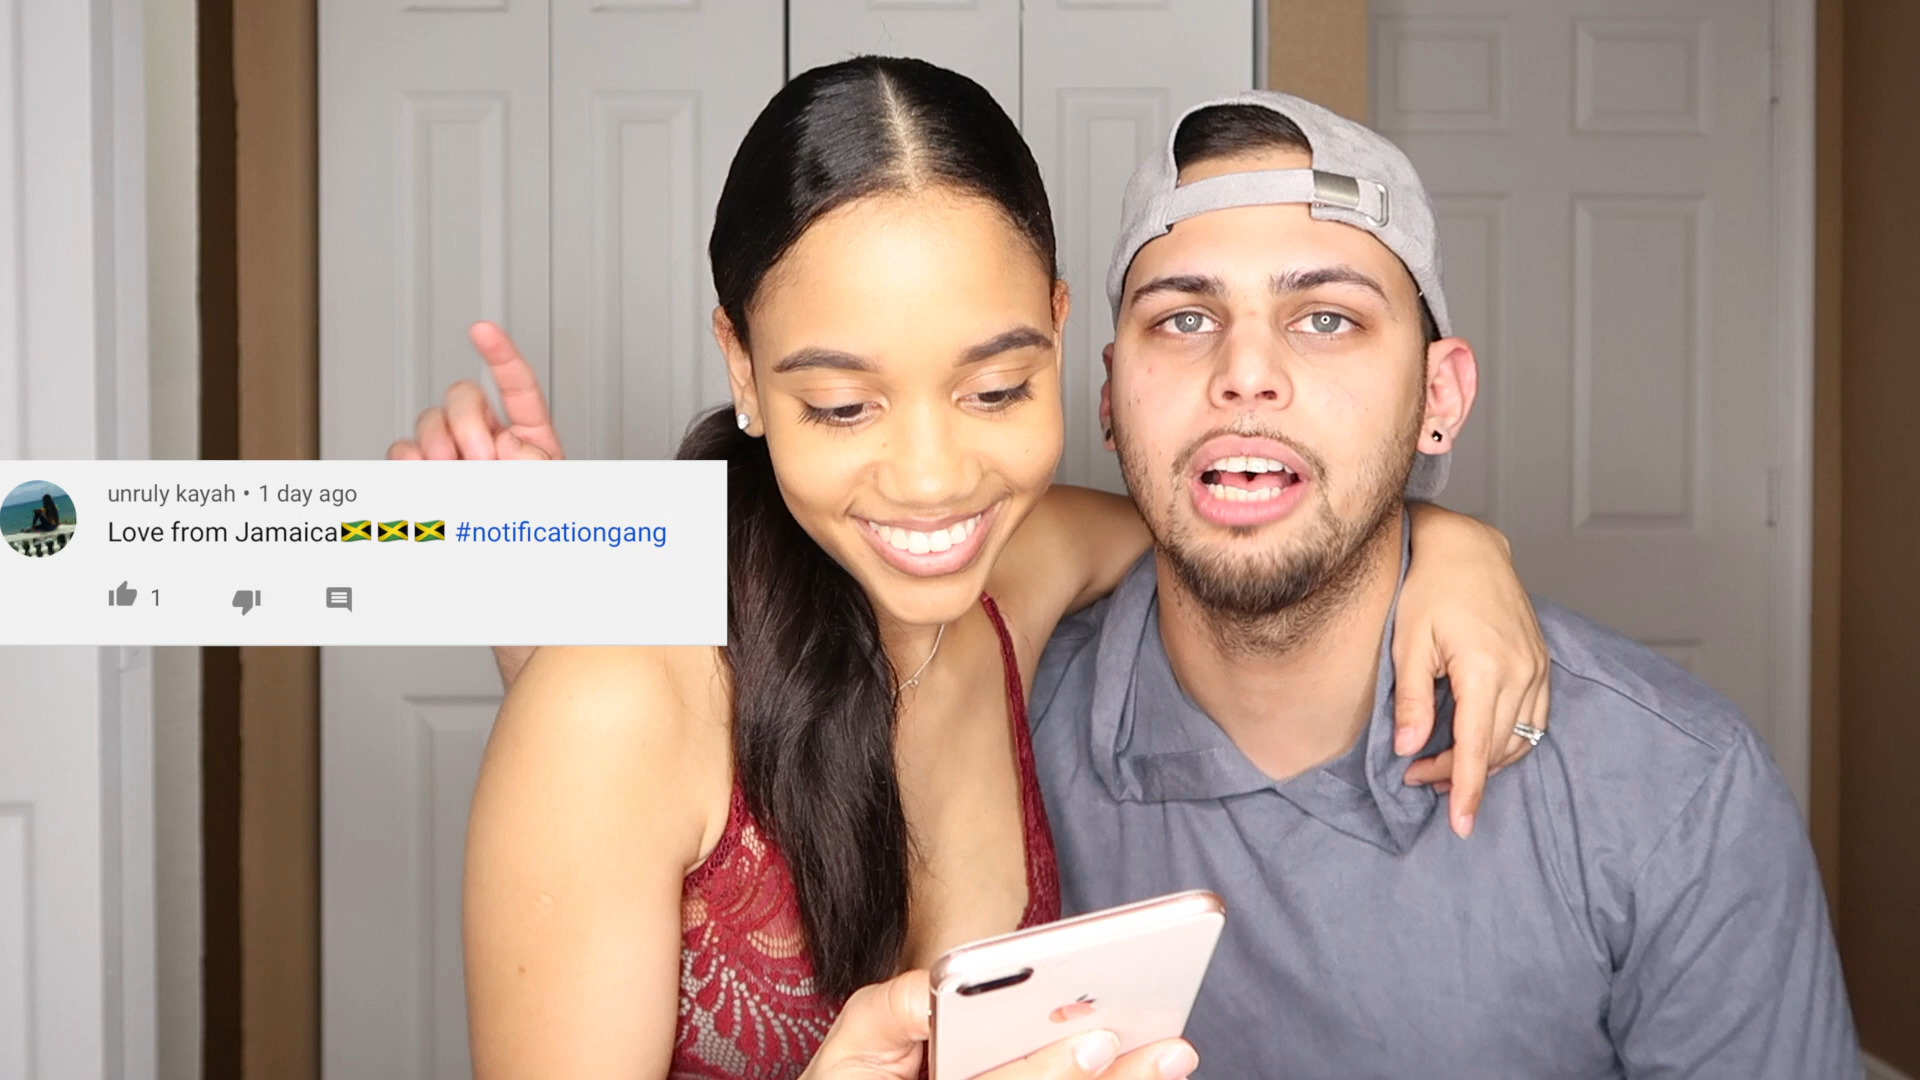 unruly kayah • 1 day ago
Love from Jamaica🇯🇲🇯🇲🇯🇲 #notificationgang
1